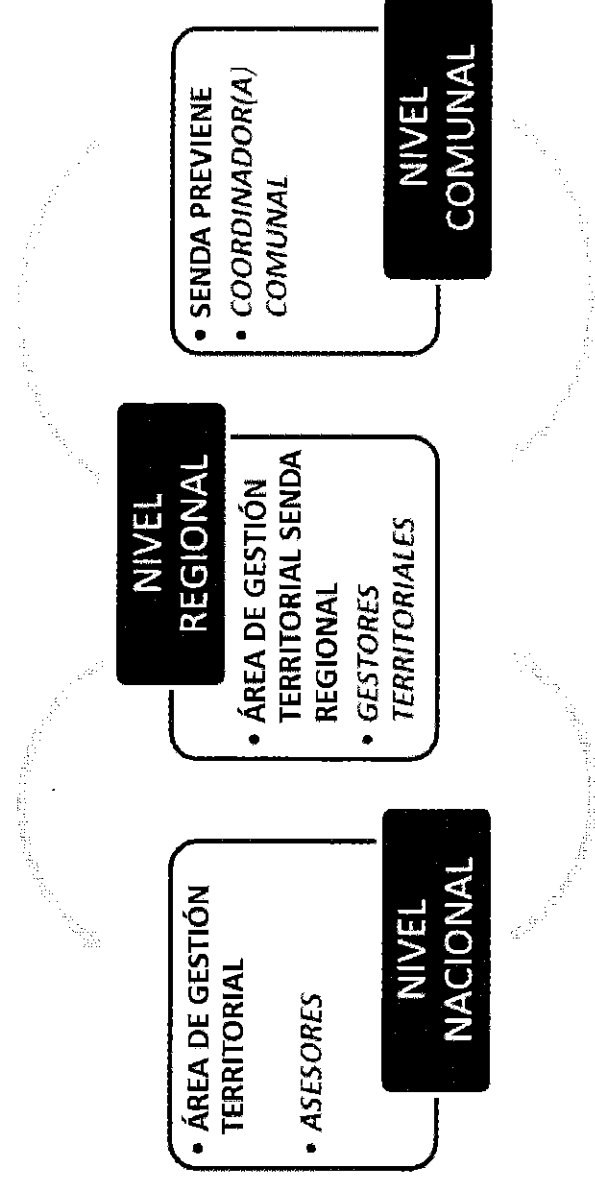 • ÁREA DE GESTIÓN
TERRITORIAL
• ASESORES
NIVEL
NACIONAL
NIVEL
REGIONAL
• ÁREA DE GESTIÓN
TERRITORIAL SENDA
REGIONAL
• GESTORES
TERRITORIALES
• SENDA PREVIENE
• COORDINADOR(A)
COMUNAL
NIVEL
COMUNAL